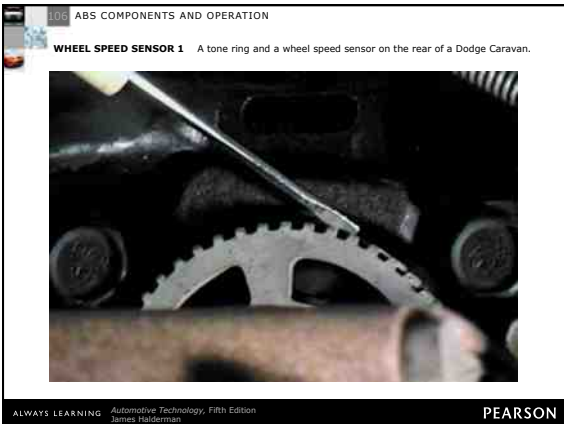 106 ABS COMPONENTS AND OPERATION
WHEEL SPEED SENSOR 1 A tone ring and a wheel speed sensor on the rear of a Dodge Caravan.
ALWAYS LEARNING Automotive Technology, Fifth Edition
James Halderman
PEARSON